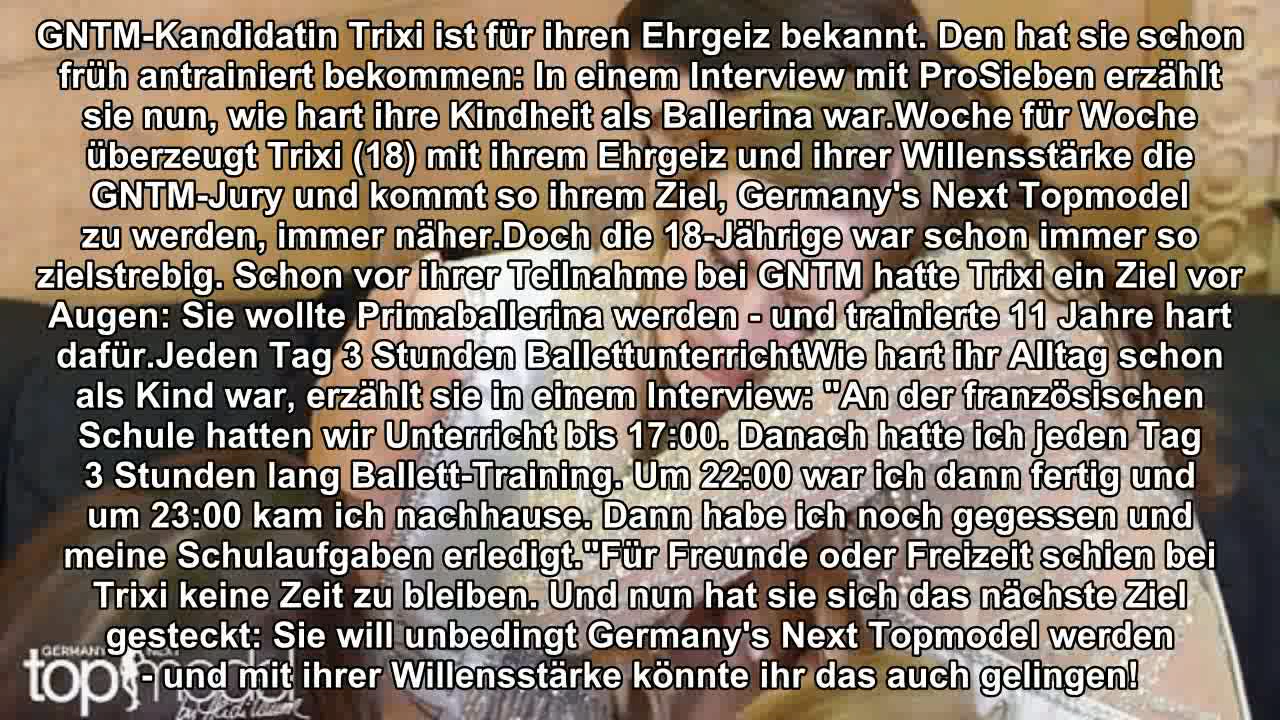 GNTM-Kandidatin Trixi ist für ihren Ehrgeiz bekannt. Den hat sie schon
früh antrainiert bekommen: In einem Interview mit ProSieben erzählt
sie nun, wie hart ihre Kindheit als Ballerina war.Woche für Woche
überzeugt Trixi (18) mit ihrem Ehrgeiz und ihrer Willensstärke die
GNTM-Jury und kommt so ihrem Ziel, Germany's Next Topmodel
zu werden, immer näher.Doch die 18-Jährige war schon immer so
zielstrebig. Schon vor ihrer Teilnahme bei GNTM hatte Trixi ein Ziel vor
Augen: Sie wollte Primaballerina werden - und trainierte 11 Jahre hart
dafür.Jeden Tag 3 Stunden BallettunterrichtWie hart ihr Alltag schon
als Kind war, erzählt sie in einem Interview: "An der französischen
Schule hatten wir Unterricht bis 17:00. Danach hatte ich jeden Tag
3 Stunden lang Ballett-Training. Um 22:00 war ich dann fertig und
um 23:00 kam ich nachhause. Dann habe ich noch gegessen und
meine Schulaufgaben erledigt."Für Freunde oder Freizeit schien bei
Trixi keine Zeit zu bleiben. Und nun hat sie sich das nächste Ziel
gesteckt: Sie will unbedingt Germany's Next Topmodel werden
- und mit ihrer Willensstärke könnte ihr das auch gelingen!
GERMANY NEXT
topmodel
by Heidi Klum